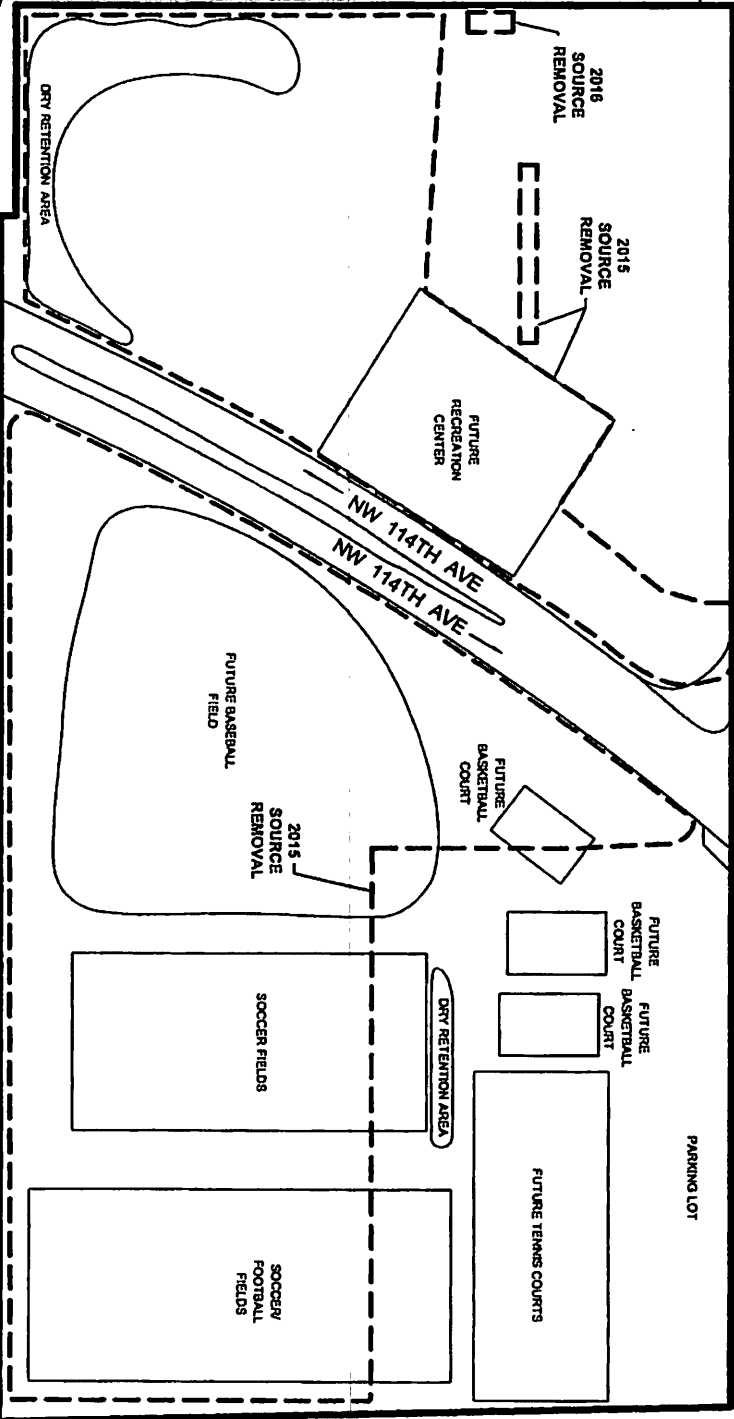 2016
SOURCE
REMOVAL
2015
SOURCE
REMOVAL
DRY RETENTION AREA
FUTURE
RECREATION
CENTER
NW 114TH AVE
NW 114TH AVE
FUTURE BASEBALL
FIELD
2015
SOURCE
REMOVAL
FUTURE
BASKETBALL
COURT
FUTURE
BASKETBALL
COURT
FUTURE
BASKETBALL
COURT
PARKING LOT
DRY RETENTION AREA
SOCCER FIELDS
FUTURE TENNIS COURTS
SOCCER/
FOOTBALL
FIELDS